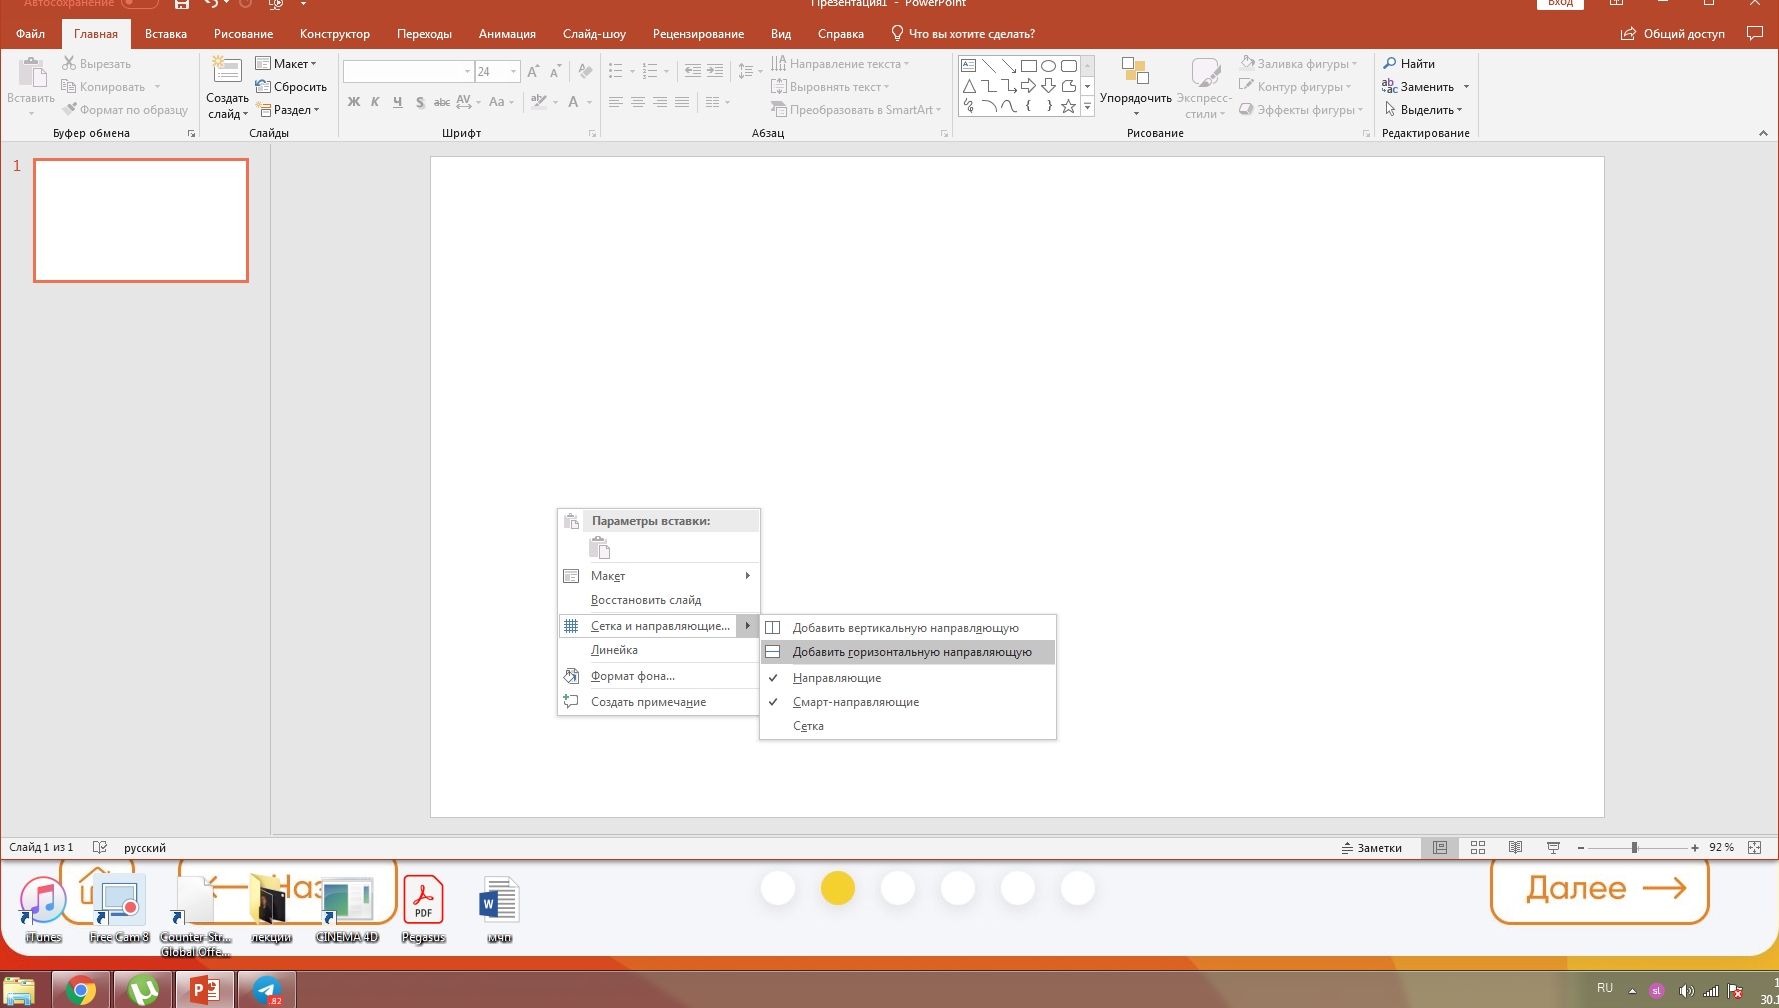 Автосохранение
Презентация1 - PowerPoint
Вход
Файл Главная Вставка Рисование Конструктор Переходы Анимация Слайд-шоу Рецензирование Вид Справка Что вы хотите сделать? Общий доступ
Вставить
Вырезать
Копировать
Формат по образцу
Буфер обмена
Создать
слайд
Макет
Сбросить
Раздел
Слайды
24
Ж К Ч S abc AV Aa
A
Шрифт
Направление текста
Выровнять текст
Преобразовать в SmartArt
Абзац
Упорядочить
Экспресс-
стили
Заливка фигуры
Контур фигуры
Эффекты фигуры
Рисование
Найти
Заменить
Выделить
Редактирование
1
Параметры вставки:
Макет
Восстановить слайд
Сетка и направляющие...
Линейка
Формат фона...
Создать примечание
Добавить вертикальную направляющую
Добавить горизонтальную направляющую
Направляющие
Смарт-направляющие
Сетка
Слайд 1 из 1 русский
Заметки
92 %
Наз
Далее
PDF
iTunes
Free Cam 8
Counter-Str...
Global Offe...
лекции
CINEMA 4D
Pegasus
мчп
82
RU
sl